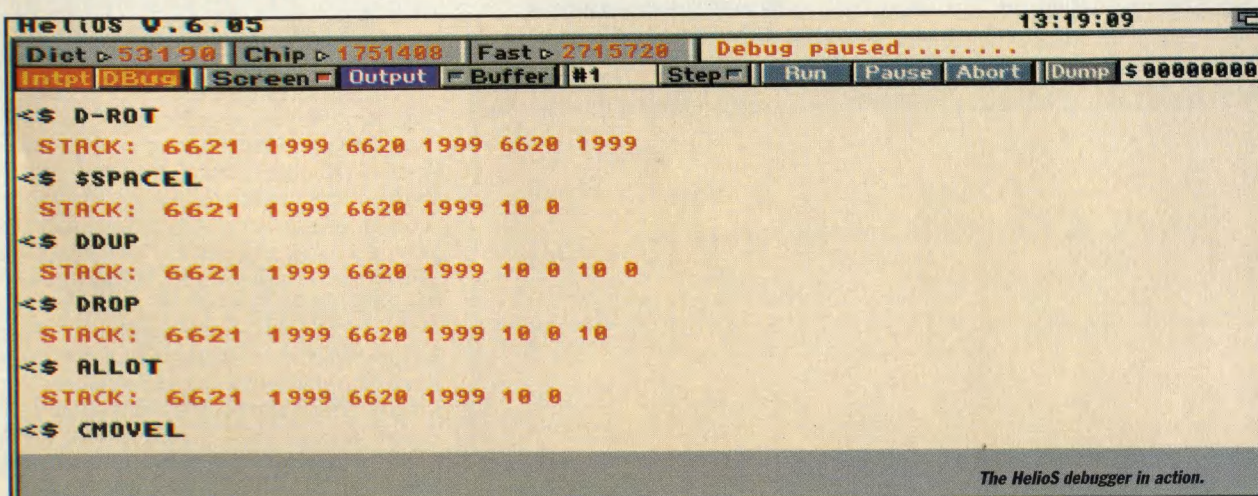 HelioS V.6.05 13:19:09
Dict ▷ 53190 Chip ▷ 1751408 Fast ▷ 2715720 Debug paused........
Intpt DBug Screen Output Buffer #1 Step Run Pause Abort Dump $00000000
<$ D-ROT
STACK: 6621 1999 6620 1999 6620 1999
<$ $SPACEL
STACK: 6621 1999 6620 1999 10 0
<$ DDUP
STACK: 6621 1999 6620 1999 10 0 10 0
<$ DROP
STACK: 6621 1999 6620 1999 10 0 10
<$ ALLOT
STACK: 6621 1999 6620 1999 10 0
<$ CMOVEL
The HelioS debugger in action.